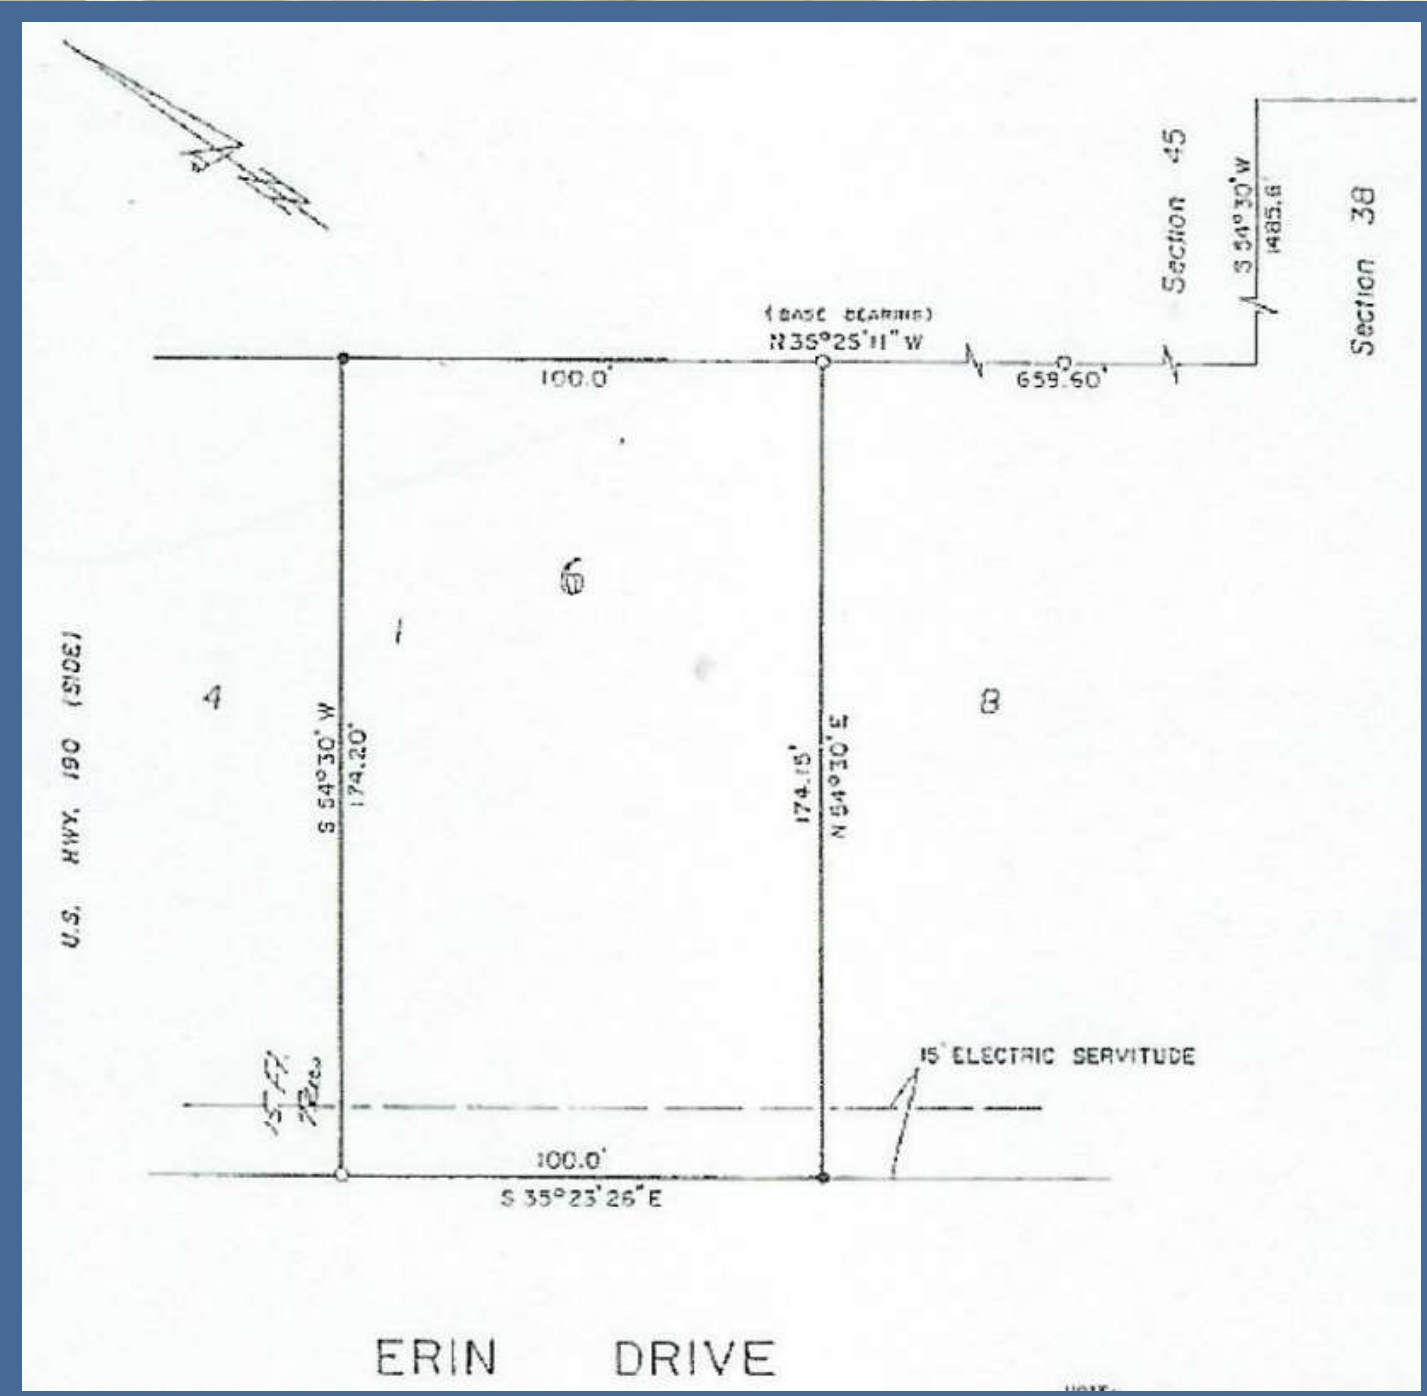 Section 45
S 54°30' W
1485.6'
Section 38
(BASE BEARING)
N 35°25'11" W
100.0'
659.60'
6
1
4
8
U.S. HWY. 190 (SIDE)
S 54°30' W
174.20'
174.15'
N 54°30' E
15' ELECTRIC SERVITUDE
15 FT.
100.0'
S 35°23'26" E
ERIN DRIVE